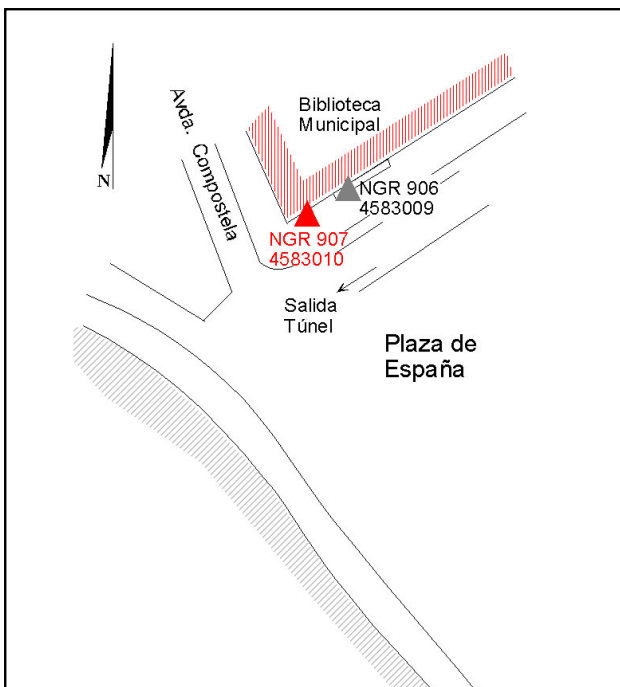 Avda. Compostela
Biblioteca
Municipal
N
NGR 906
4583009
NGR 907
4583010
Salida
Túnel
Plaza de
España